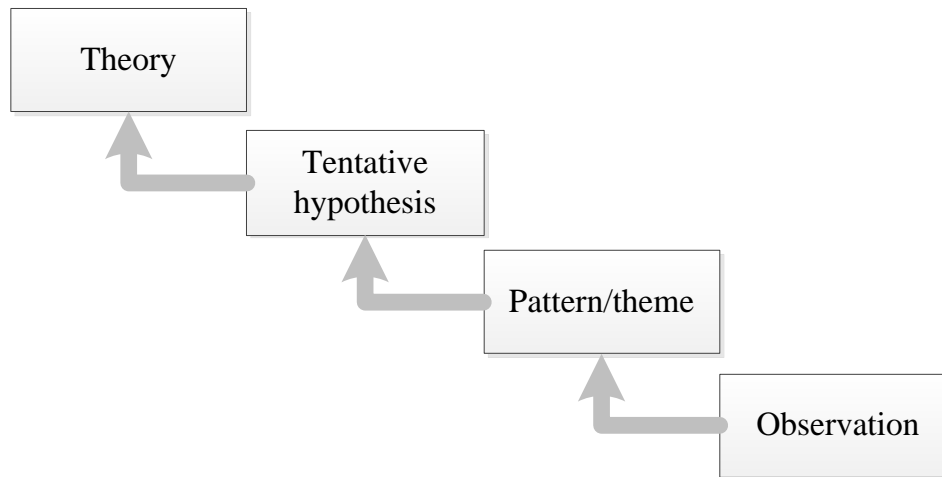 Theory
Tentative
hypothesis
Pattern/theme
Observation